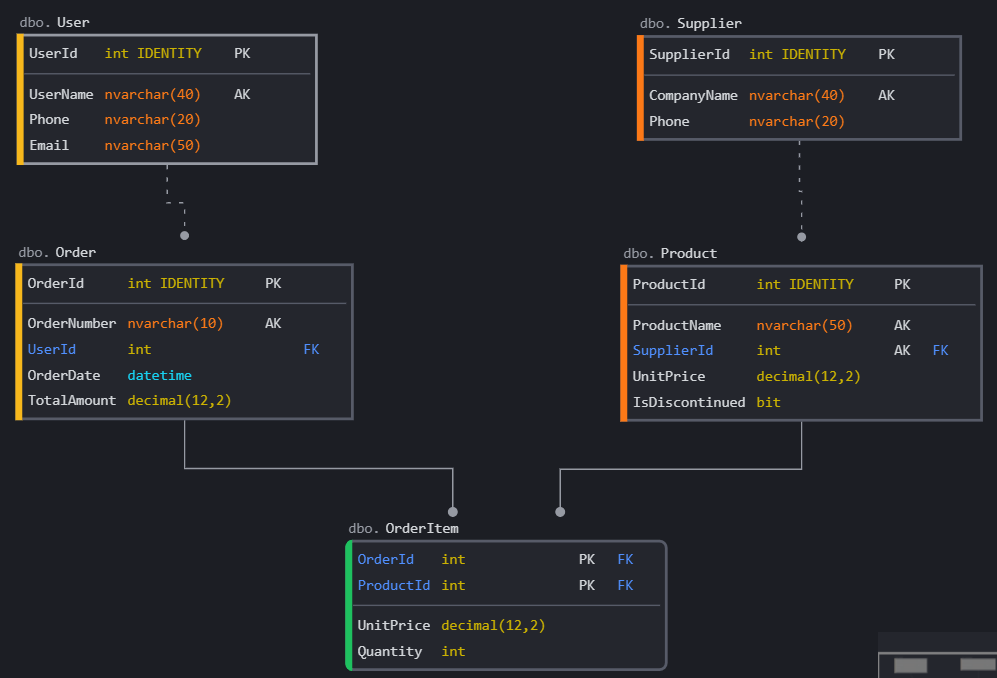 dbo. User
UserId int IDENTITY PK
UserName nvarchar(40) AK
Phone nvarchar(20)
Email nvarchar(50)
dbo. Supplier
SupplierId int IDENTITY PK
CompanyName nvarchar(40) AK
Phone nvarchar(20)
dbo. Order
OrderId int IDENTITY PK
OrderNumber nvarchar(10) AK
UserId int FK
OrderDate datetime
TotalAmount decimal(12,2)
dbo. Product
ProductId int IDENTITY PK
ProductName nvarchar(50) AK
SupplierId int AK FK
UnitPrice decimal(12,2)
IsDiscontinued bit
dbo. OrderItem
OrderId int PK FK
ProductId int PK FK
UnitPrice decimal(12,2)
Quantity int